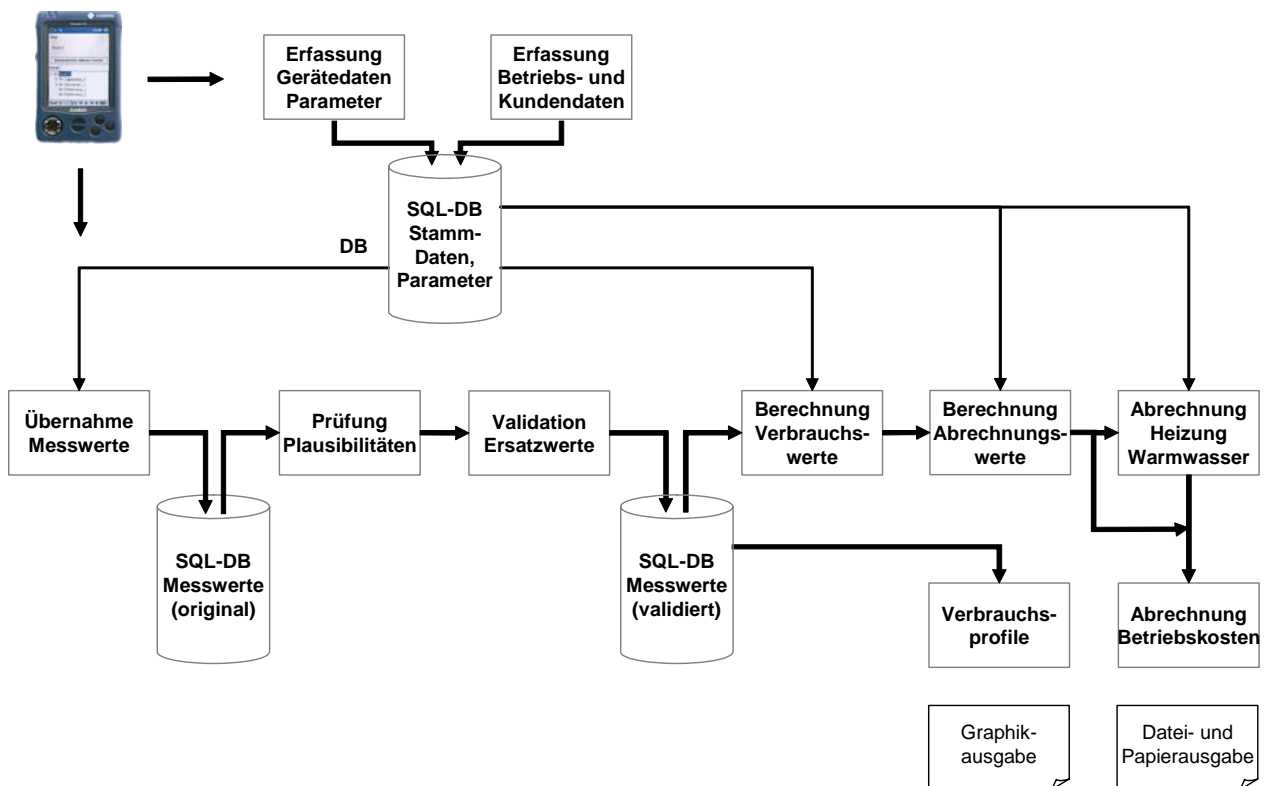 Erfassung
Gerätedaten
Parameter
Erfassung
Betriebs- und
Kundendaten
SQL-DB
Stamm-
Daten,
Parameter
DB
Übernahme
Messwerte
Prüfung
Plausibilitäten
Validation
Ersatzwerte
Berechnung
Verbrauchs-
werte
Berechnung
Abrechnungs-
werte
Abrechnung
Heizung
Warmwasser
SQL-DB
Messwerte
(original)
SQL-DB
Messwerte
(validiert)
Verbrauchs-
profile
Abrechnung
Betriebskosten
Graphik-
ausgabe
Datei- und
Papierausgabe